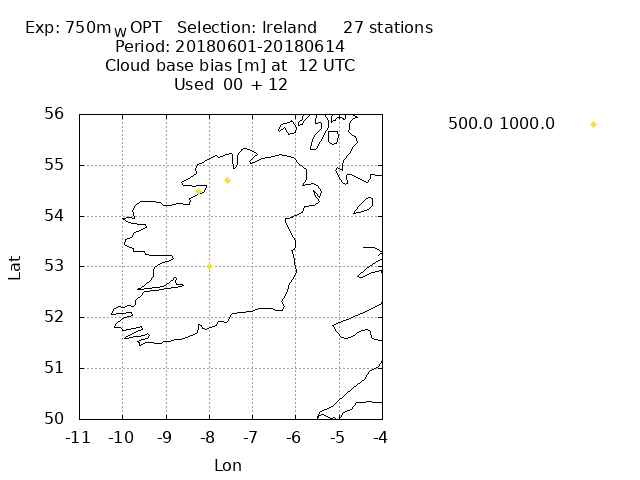 Exp: 750m_WOPT   Selection: Ireland     27 stations
Period: 20180601-20180614
Cloud base bias [m] at  12 UTC
Used  00 + 12
500.0 1000.0
56
55
54
53
52
51
50
Lat
-11 -10 -9 -8 -7 -6 -5 -4
Lon